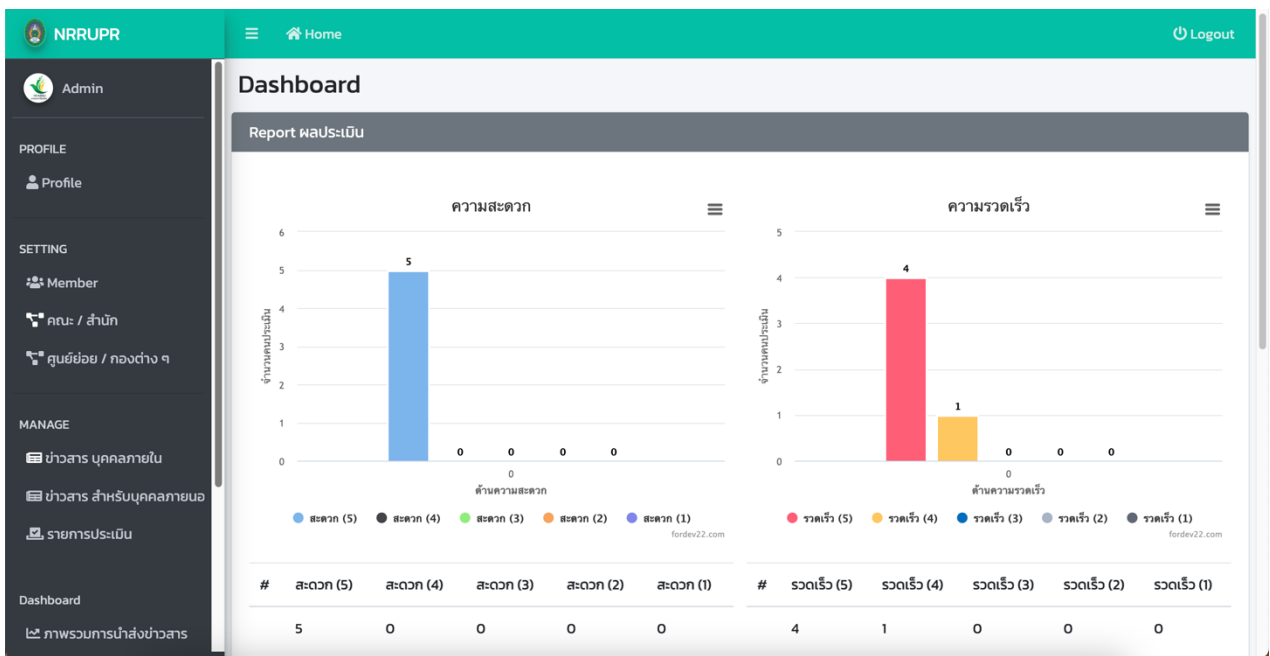 NRRUPR
Home
Logout
Admin
PROFILE
Profile
SETTING
Member
คณะ / สำนัก
ศูนย์ย่อย / กองต่าง ๆ
MANAGE
ข่าวสาร บุคคลภายใน
ข่าวสาร สำหรับบุคคลภายนอ
รายการประเมิน
Dashboard
ภาพรวมการนำส่งข่าวสาร
Dashboard
Report ผลประเมิน
ความสะดวก
จำนวนคนประเมิน
6
5
4
3
2
1
0
5
0 0 0 0
0
ด้านความสะดวก
สะดวก (5) สะดวก (4) สะดวก (3) สะดวก (2) สะดวก (1)
fordev22.com
# สะดวก (5) สะดวก (4) สะดวก (3) สะดวก (2) สะดวก (1)
5 0 0 0 0
ความรวดเร็ว
จำนวนคนประเมิน
5
4
3
2
1
0
4
1
0 0 0
0
ด้านความรวดเร็ว
รวดเร็ว (5) รวดเร็ว (4) รวดเร็ว (3) รวดเร็ว (2) รวดเร็ว (1)
fordev22.com
# รวดเร็ว (5) รวดเร็ว (4) รวดเร็ว (3) รวดเร็ว (2) รวดเร็ว (1)
4 1 0 0 0